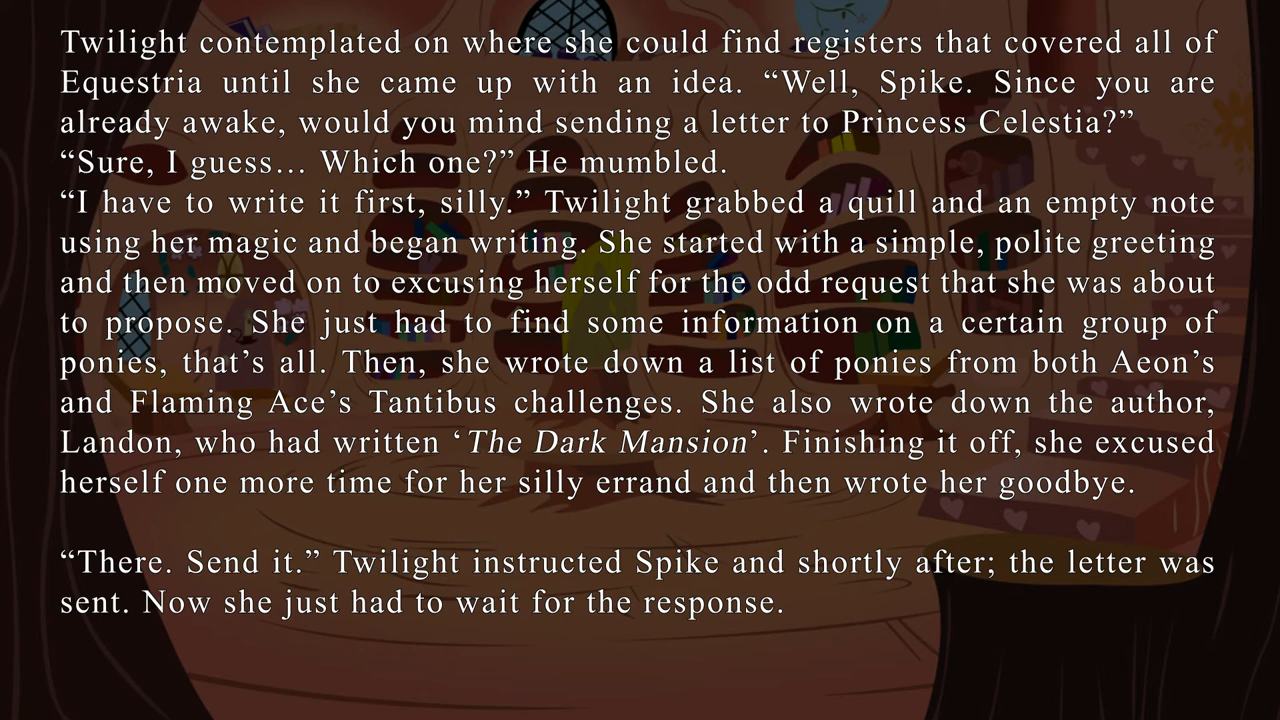 Twilight contemplated on where she could find registers that covered all of
Equestria until she came up with an idea. “Well, Spike. Since you are
already awake, would you mind sending a letter to Princess Celestia?”
“Sure, I guess… Which one?” He mumbled.
“I have to write it first, silly.” Twilight grabbed a quill and an empty note
using her magic and began writing. She started with a simple, polite greeting
and then moved on to excusing herself for the odd request that she was about
to propose. She just had to find some information on a certain group of
ponies, that’s all. Then, she wrote down a list of ponies from both Aeon’s
and Flaming Ace’s Tantibus challenges. She also wrote down the author,
Landon, who had written ‘The Dark Mansion’. Finishing it off, she excused
herself one more time for her silly errand and then wrote her goodbye.
“There. Send it.” Twilight instructed Spike and shortly after; the letter was
sent. Now she just had to wait for the response.